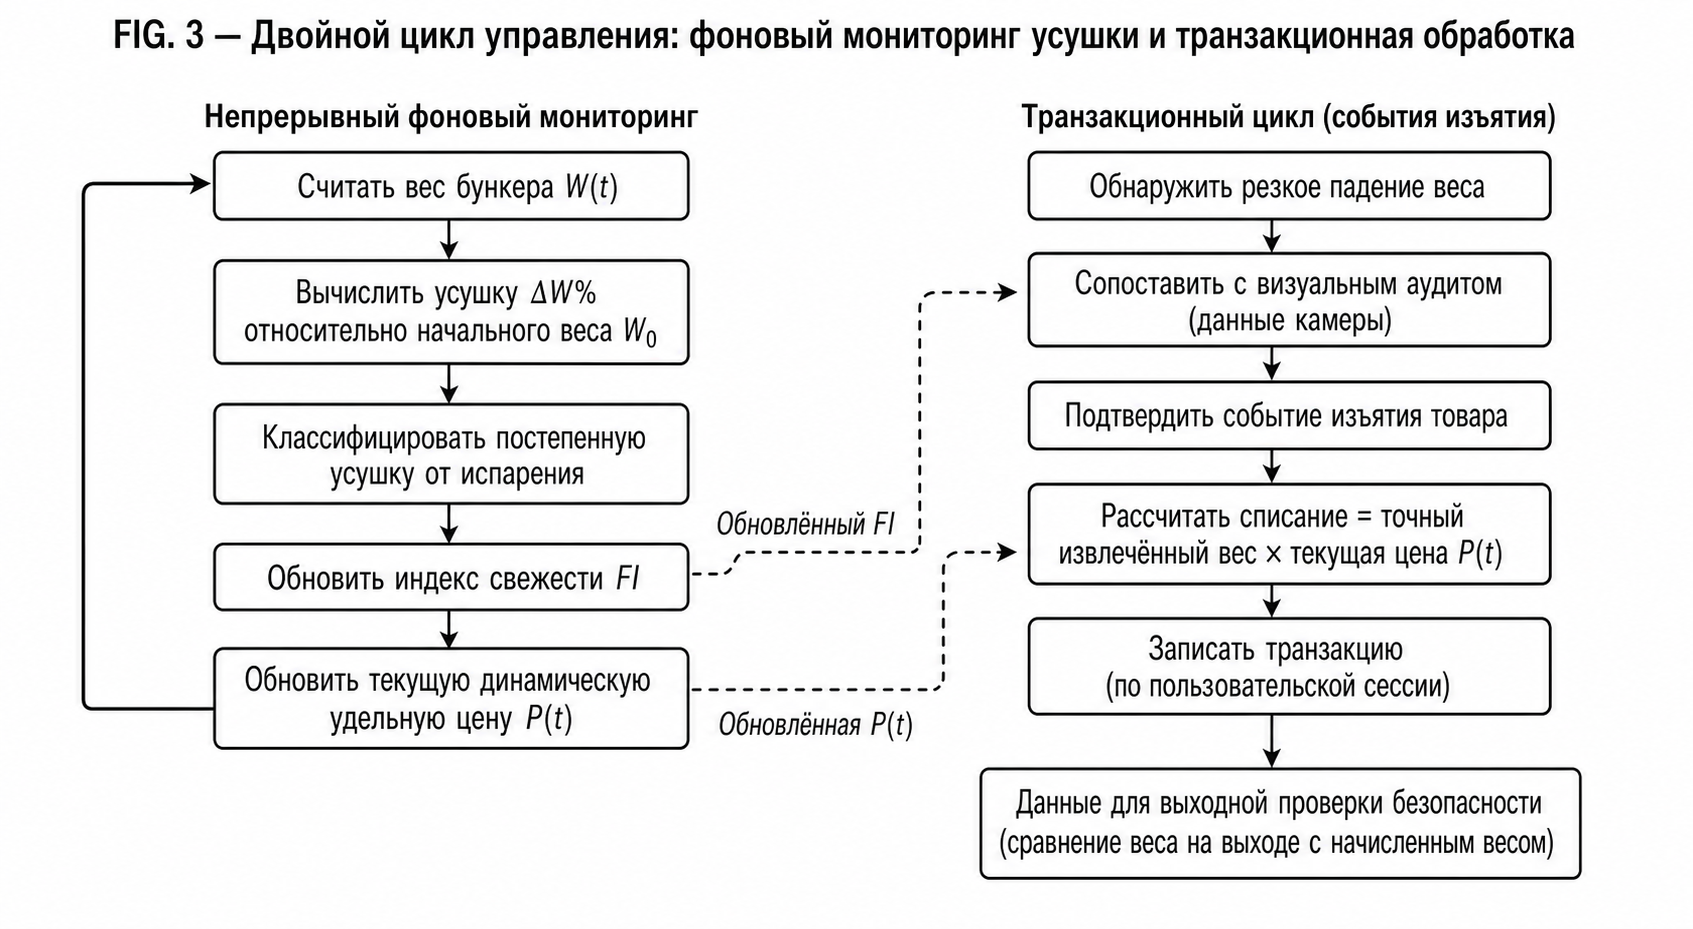 FIG. 3 — Двойной цикл управления: фоновый мониторинг усушки и транзакционная обработка
Непрерывный фоновый мониторинг
Считать вес бункера W(t)
Вычислить усушку ΔW%
относительно начального веса W₀
Классифицировать постепенную
усушку от испарения
Обновить индекс свежести FI
Обновить текущую динамическую
удельную цену P(t)
Обновлённый FI
Обновлённая P(t)
Транзакционный цикл (события изъятия)
Обнаружить резкое падение веса
Сопоставить с визуальным аудитом
(данные камеры)
Подтвердить событие изъятия товара
Рассчитать списание = точный
извлечённый вес × текущая цена P(t)
Записать транзакцию
(по пользовательской сессии)
Данные для выходной проверки безопасности
(сравнение веса на выходе с начисленным весом)